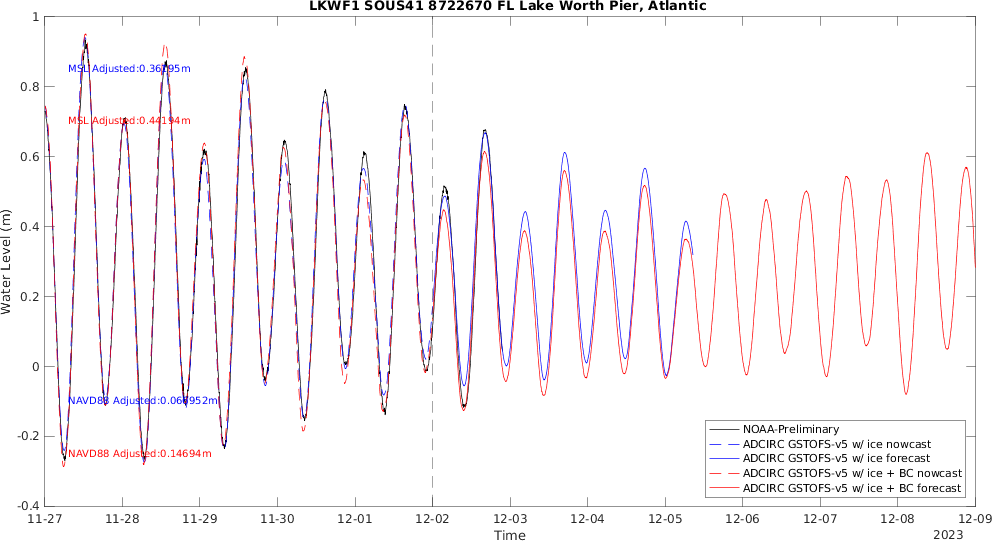 LKWF1 SOUS41 8722670 FL Lake Worth Pier, Atlantic
1
0.8
0.6
0.4
0.2
0
-0.2
-0.4
Water Level (m)
MSL Adjusted:0.36195m
MSL Adjusted:0.44194m
NAVD88 Adjusted:0.066952m
NAVD88 Adjusted:0.14694m
NOAA-Preliminary
ADCIRC GSTOFS-v5 w/ ice nowcast
ADCIRC GSTOFS-v5 w/ ice forecast
ADCIRC GSTOFS-v5 w/ ice + BC nowcast
ADCIRC GSTOFS-v5 w/ ice + BC forecast
11-27 11-28 11-29 11-30 12-01 12-02 12-03 12-04 12-05 12-06 12-07 12-08 12-09
Time
2023